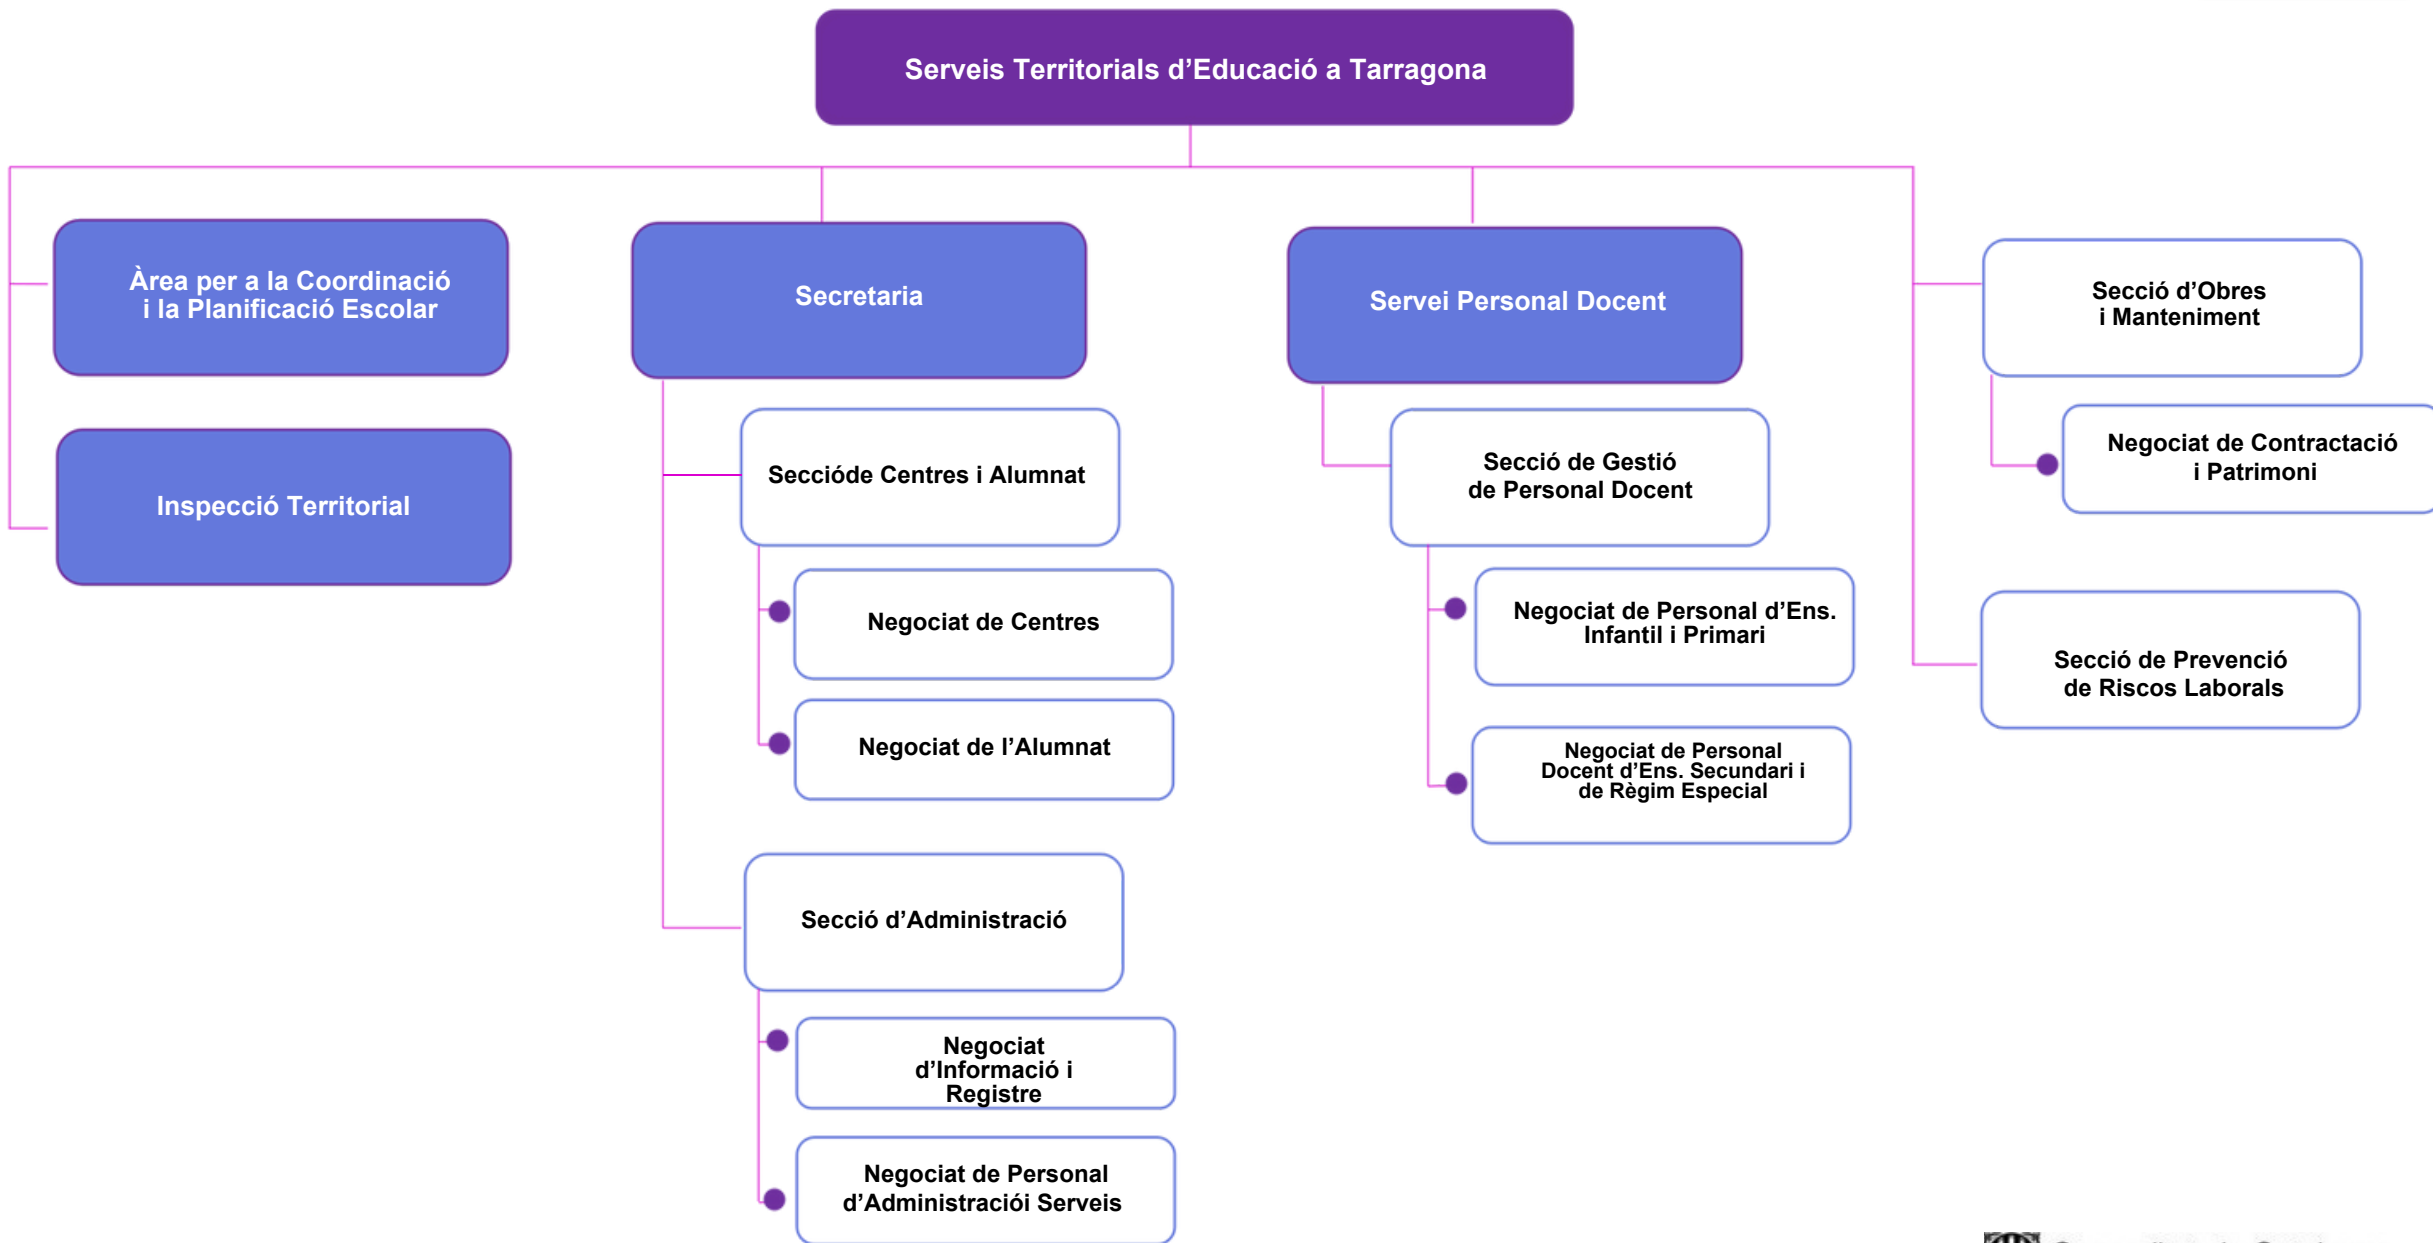 Serveis Territorials d’Educació a Tarragona
Àrea per a la Coordinació
i la Planificació Escolar
Inspecció Territorial
Secretaria
Seccióde Centres i Alumnat
Negociat de Centres
Negociat de l’Alumnat
Secció d’Administració
Negociat
d’Informació i
Registre
Negociat de Personal
d’Administraciói Serveis
Servei Personal Docent
Secció de Gestió
de Personal Docent
Negociat de Personal d’Ens.
Infantil i Primari
Negociat de Personal
Docent d’Ens. Secundari i
de Règim Especial
Secció d’Obres
i Manteniment
Negociat de Contractació
i Patrimoni
Secció de Prevenció
de Riscos Laborals